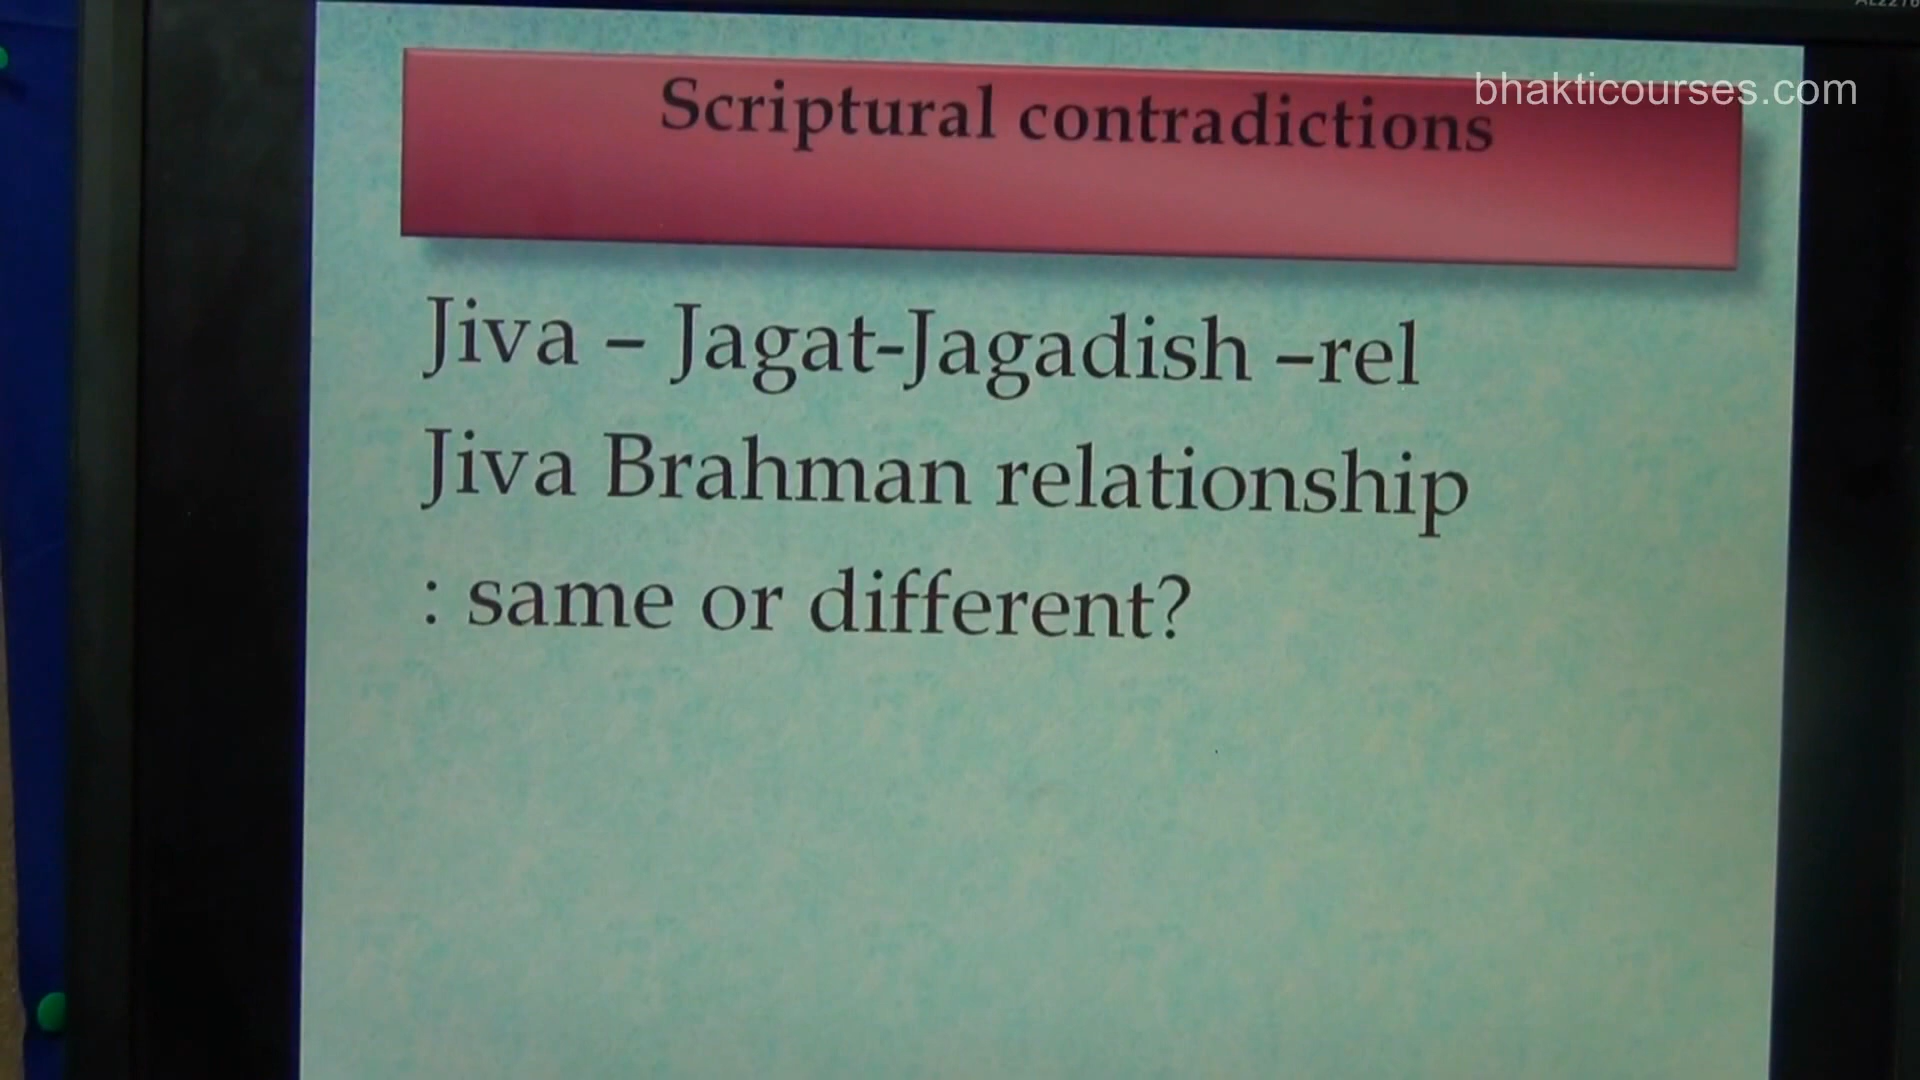 bhakticourses.com
Scriptural contradictions
Jiva – Jagat-Jagadish –rel
Jiva Brahman relationship
: same or different?